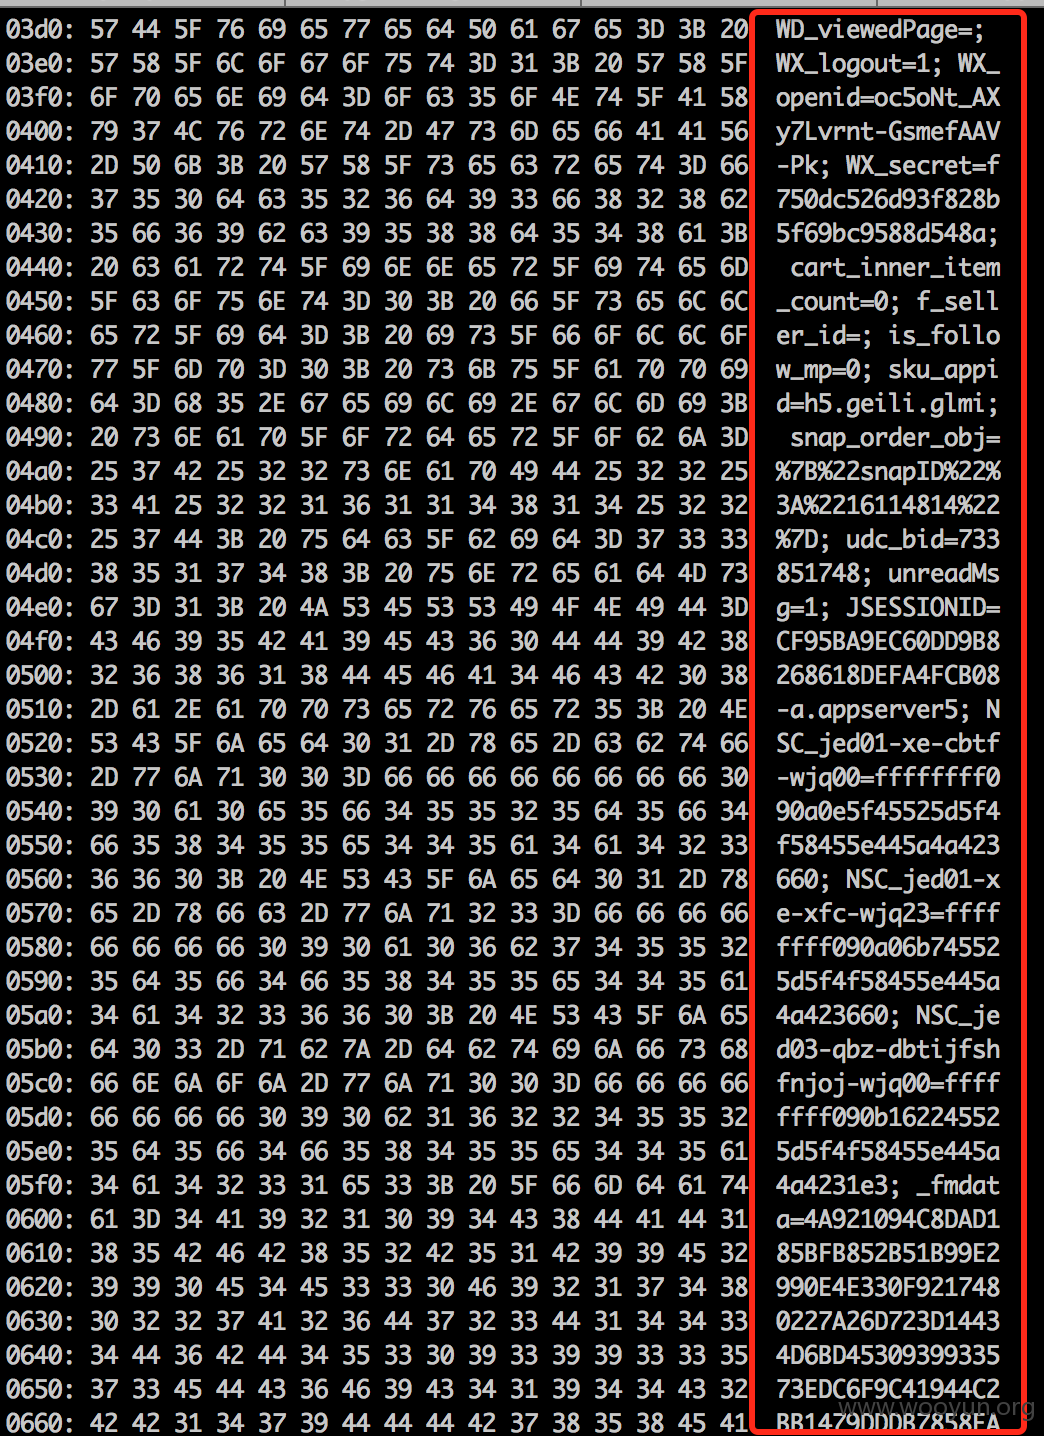 03d0: 57 44 5F 76 69 65 77 65 64 50 61 67 65 3D 3B 20 WD_viewedPage=;
03e0: 57 58 5F 6C 6F 67 6F 75 74 3D 31 3B 20 57 58 5F WX_logout=1; WX_
03f0: 6F 70 65 6E 69 64 3D 6F 63 35 6F 4E 74 5F 41 58 openid=oc5oNt_AX
0400: 79 37 4C 76 72 6E 74 2D 47 73 6D 65 66 41 41 56 y7Lvrnt-GsmefAAV
0410: 2D 50 6B 3B 20 57 58 5F 73 65 63 72 65 74 3D 66 -Pk; WX_secret=f
0420: 37 35 30 64 63 35 32 36 64 39 33 66 38 32 38 62 750dc526d93f828b
0430: 35 66 36 39 62 63 39 35 38 38 64 35 34 38 61 3B 5f69bc9588d548a;
0440: 20 63 61 72 74 5F 69 6E 6E 65 72 5F 69 74 65 6D cart_inner_item
0450: 5F 63 6F 75 6E 74 3D 30 3B 20 66 5F 73 65 6C 6C _count=0; f_sell
0460: 65 72 5F 69 64 3D 3B 20 69 73 5F 66 6F 6C 6C 6F er_id=; is_follo
0470: 77 5F 6D 70 3D 30 3B 20 73 6B 75 5F 61 70 70 69 w_mp=0; sku_appi
0480: 64 3D 68 35 2E 67 65 69 6C 69 2E 67 6C 6D 69 3B d=h5.geili.glmi;
0490: 20 73 6E 61 70 5F 6F 72 64 65 72 5F 6F 62 6A 3D snap_order_obj=
04a0: 25 37 42 25 32 32 73 6E 61 70 49 44 25 32 32 25 %7B%22snapID%22%
04b0: 33 41 25 32 32 31 36 31 31 34 38 31 34 25 32 32 3A%2216114814%22
04c0: 25 37 44 3B 20 75 64 63 5F 62 69 64 3D 37 33 33 %7D; udc_bid=733
04d0: 38 35 31 37 34 38 3B 20 75 6E 72 65 61 64 4D 73 851748; unreadMs
04e0: 67 3D 31 3B 20 4A 53 45 53 53 49 4F 4E 49 44 3D g=1; JSESSIONID=
04f0: 43 46 39 35 42 41 39 45 43 36 30 44 44 39 42 38 CF95BA9EC60DD9B8
0500: 32 36 38 36 31 38 44 45 46 41 34 46 43 42 30 38 268618DEFA4FCB08
0510: 2D 61 2E 61 70 70 73 65 72 76 65 72 35 3B 20 4E -a.appserver5; N
0520: 53 43 5F 6A 65 64 30 31 2D 78 65 2D 63 62 74 66 SC_jed01-xe-cbtf
0530: 2D 77 6A 71 30 30 3D 66 66 66 66 66 66 66 66 30 -wjq00=ffffffff0
0540: 39 30 61 30 65 35 66 34 35 35 32 35 64 35 66 34 90a0e5f45525d5f4
0550: 66 35 38 34 35 35 65 34 34 35 61 34 61 34 32 33 f58455e445a4a423
0560: 36 36 30 3B 20 4E 53 43 5F 6A 65 64 30 31 2D 78 660; NSC_jed01-x
0570: 65 2D 78 66 63 2D 77 6A 71 32 33 3D 66 66 66 66 e-xfc-wjq23=ffff
0580: 66 66 66 66 30 39 30 61 30 36 62 37 34 35 35 32 ffff090a06b74552
0590: 35 64 35 66 34 66 35 38 34 35 35 65 34 34 35 61 5d5f4f58455e445a
05a0: 34 61 34 32 33 36 36 30 3B 20 4E 53 43 5F 6A 65 4a423660; NSC_je
05b0: 64 30 33 2D 71 62 7A 2D 64 62 74 69 6A 66 73 68 d03-qbz-dbtijfsh
05c0: 66 6E 6A 6F 6A 2D 77 6A 71 30 30 3D 66 66 66 66 fnjoj-wjq00=ffff
05d0: 66 66 66 66 30 39 30 62 31 36 32 32 34 35 35 32 ffff090b16224552
05e0: 35 64 35 66 34 66 35 38 34 35 35 65 34 34 35 61 5d5f4f58455e445a
05f0: 34 61 34 32 33 31 65 33 3B 20 5F 66 6D 64 61 74 4a4231e3; _fmdat
0600: 61 3D 34 41 39 32 31 30 39 34 43 38 44 41 44 31 a=4A921094C8DAD1
0610: 38 35 42 46 42 38 35 32 42 35 31 42 39 39 45 32 85BFB852B51B99E2
0620: 39 39 30 45 34 45 33 33 30 46 39 32 31 37 34 38 990E4E330F921748
0630: 30 32 32 37 41 32 36 44 37 32 33 44 31 34 34 33 0227A26D723D1443
0640: 34 44 36 42 44 34 35 33 30 39 33 39 39 33 33 35 4D6BD45309399335
0650: 37 33 45 44 43 36 46 39 43 34 31 39 34 34 43 32 73EDC6F9C41944C2
0660: 42 42 31 34 37 39 44 44 44 42 37 38 35 38 45 41 BB1479DDDB7858EA
www.wooyun.org